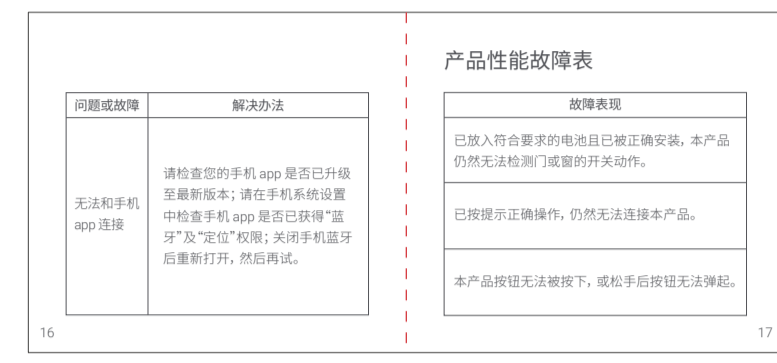 问题或故障
解决办法
无法和手机
app 连接
请检查您的手机 app 是否已升级
至最新版本；请在手机系统设置
中检查手机 app 是否已获得“蓝
牙”及“定位”权限；关闭手机蓝牙
后重新打开，然后再试。
16
产品性能故障表
故障表现
已放入符合要求的电池且已被正确安装，本产品
仍然无法检测门或窗的开关动作。
已按提示正确操作，仍然无法连接本产品。
本产品按钮无法被按下，或松手后按钮无法弹起。
17